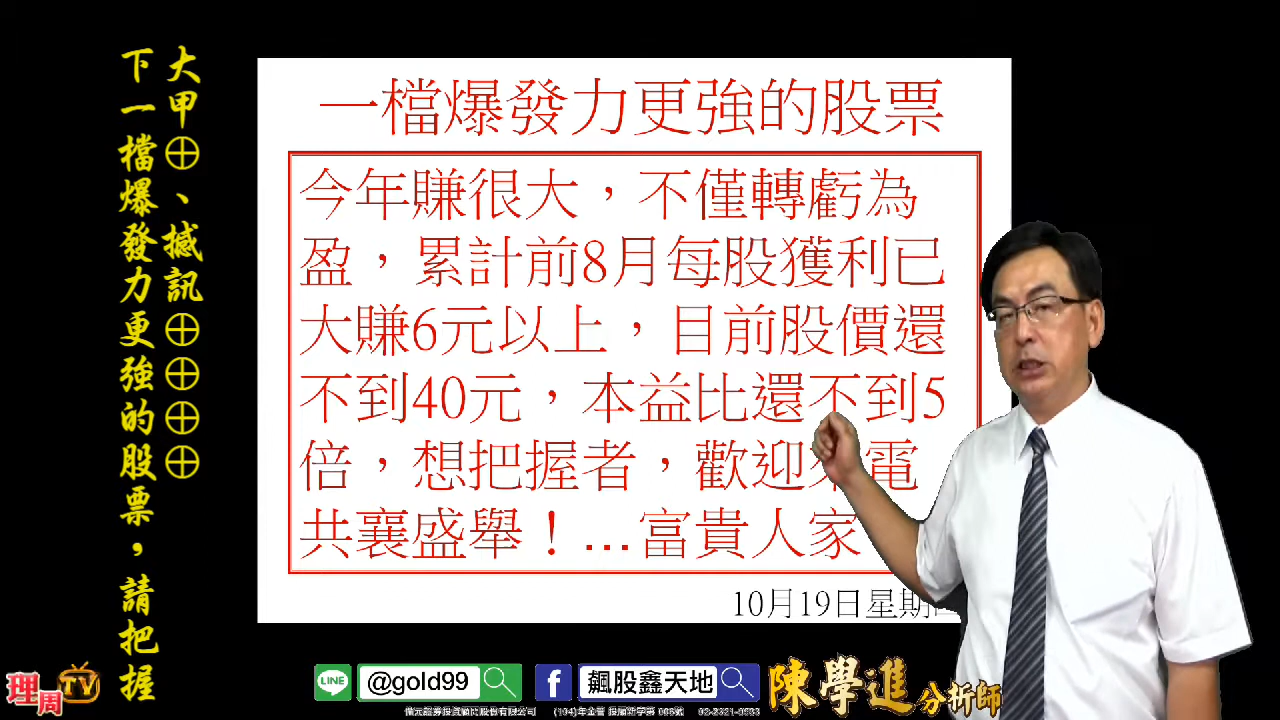 大甲⊕、撼訊⊕⊕⊕⊕
下一檔爆發力更強的股票，請把握
一檔爆發力更強的股票
今年賺很大，不僅轉虧為
盈，累計前8月每股獲利已
大賺6元以上，目前股價還
不到40元，本益比還不到5
倍，想把握者，歡迎來電
共襄盛舉！…富貴人家
10月19日星期
理周TV
LINE
@gold99
f
飆股鑫天地
陳學進分析師